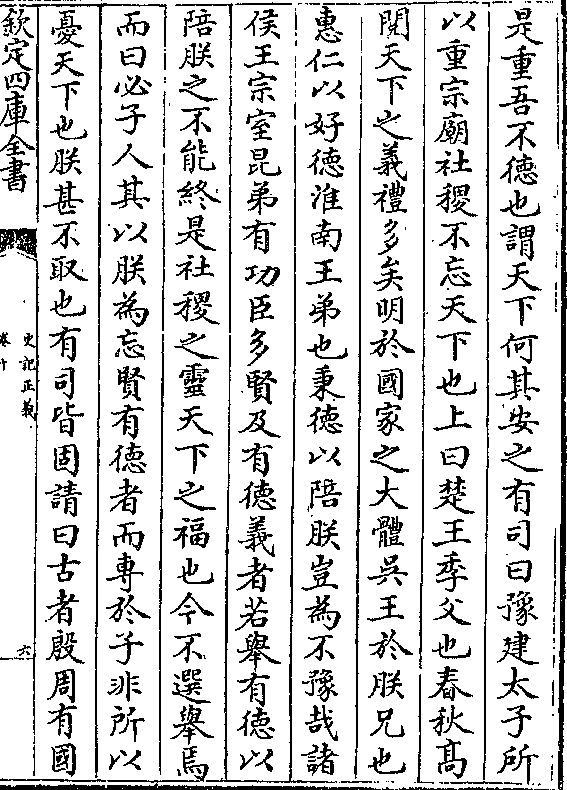 是重吾不徳也謂天下何其安之有司曰豫建太子所
以重宗廟社稷不忘天下也上曰楚王季父也春秋髙
閱天下之義禮多矣明於國家之大體吳王於朕兄也
惠仁以好徳淮南王弟也秉徳以陪朕豈為不豫哉諸
侯王宗室昆弟有功臣多賢及有徳義者若舉有徳以
陪朕之不能終是社稷之靈天下之福也今不選舉焉
而曰必子人其以朕為忘賢有徳者而專於子非所以
憂天下也朕甚不取也有司皆固請曰古者殷周有國
欽定四庫全書
史記正義
卷十
六